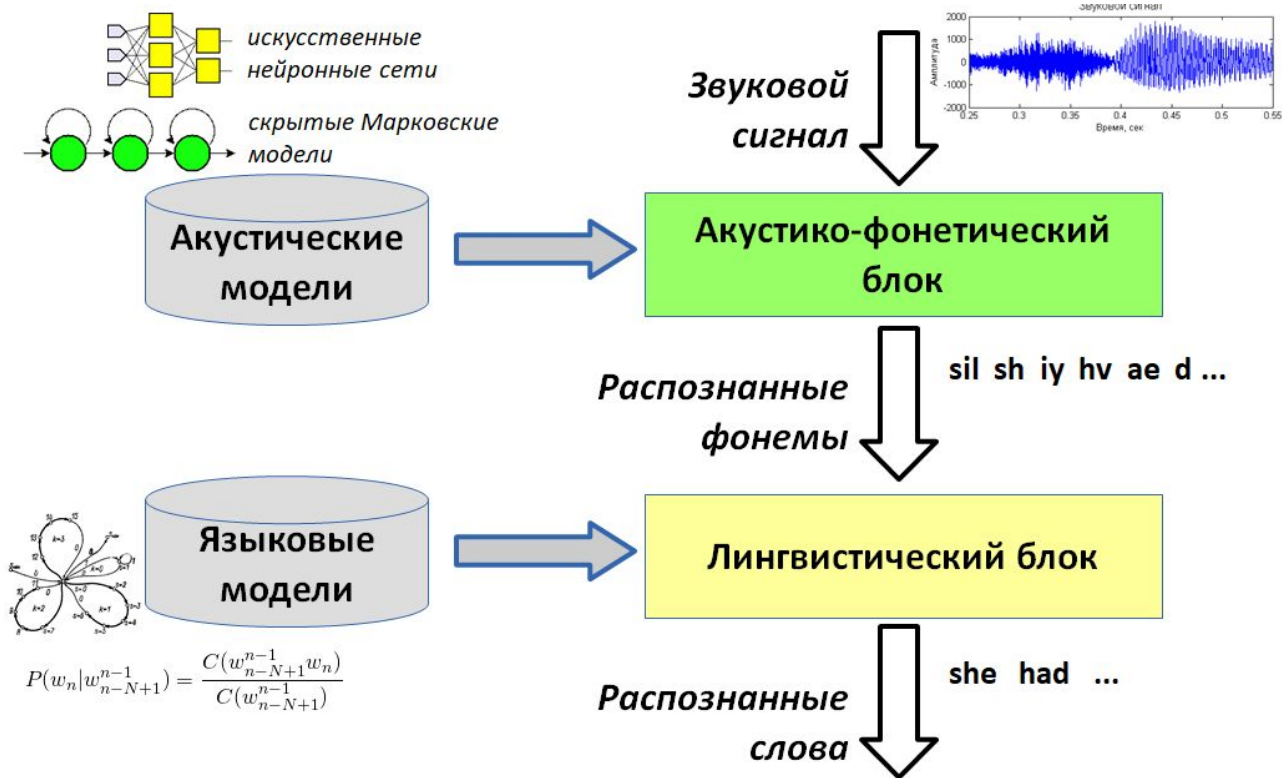 искусственные
нейронные сети
скрытые Марковские
модели
Звуковой
сигнал
Звуковой сигнал
Амплитуда
2000
1000
0
-1000
-2000
0.25 0.3 0.35 0.4 0.45 0.5 0.55
Время, сек
Акустические
модели
Акустико-фонетический
блок
Распознанные
фонемы
sil sh iy hv ae d ...
Языковые
модели
Лингвистический блок
P(w_n|w_{n-N+1}^{n-1}) = C(w_{n-N+1}^{n-1}w_n) / C(w_{n-N+1}^{n-1})
Распознанные
слова
she had ...